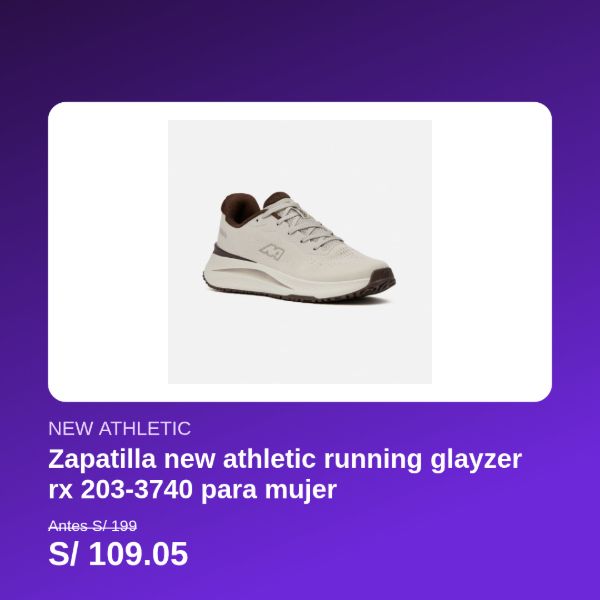 NEW ATHLETIC
Zapatilla new athletic running glayzer
rx 203-3740 para mujer
Antes S/ 199
S/ 109.05